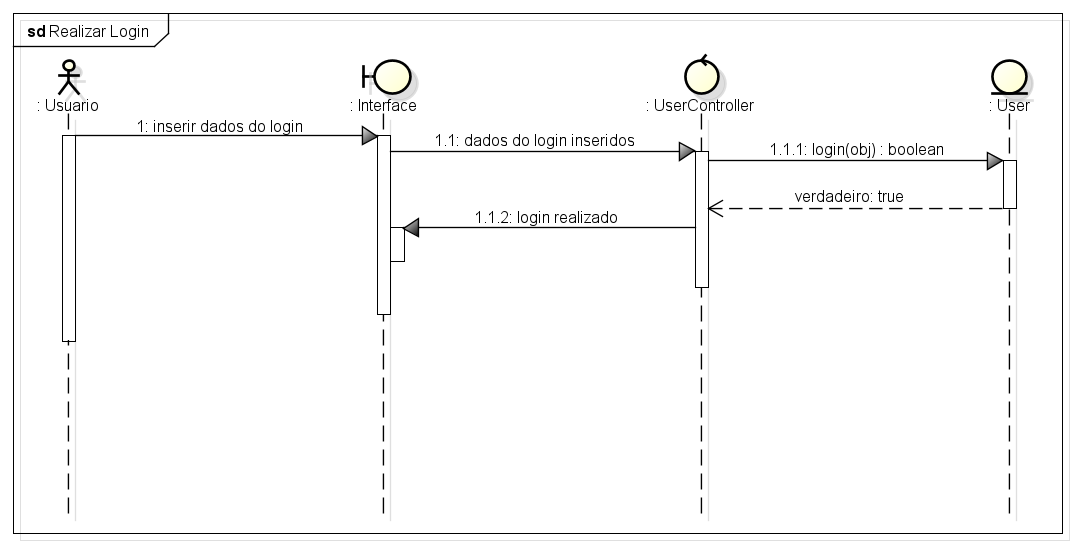 sd Realizar Login
: Usuario
: Interface
: UserController
: User
1: inserir dados do login
1.1: dados do login inseridos
1.1.1: login(obj) : boolean
verdadeiro: true
1.1.2: login realizado